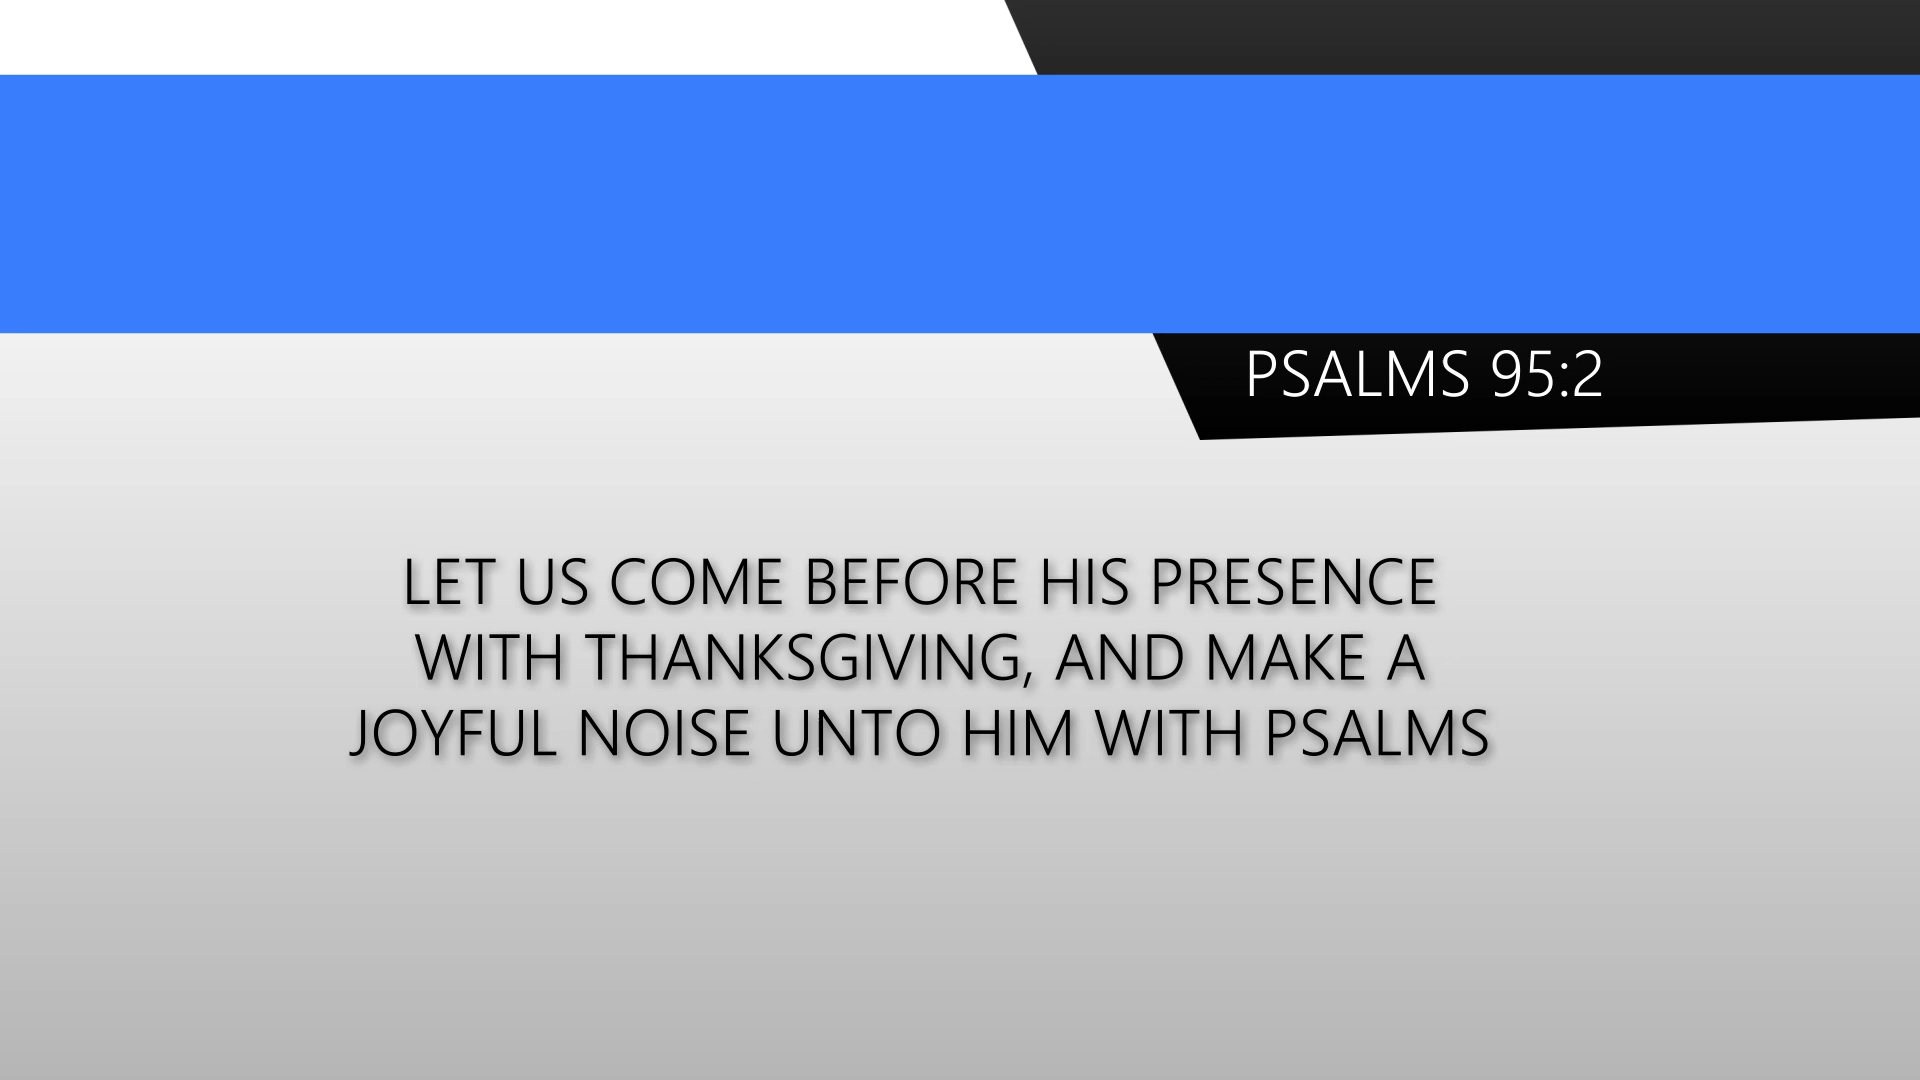 PSALMS 95:2
LET US COME BEFORE HIS PRESENCE
WITH THANKSGIVING, AND MAKE A
JOYFUL NOISE UNTO HIM WITH PSALMS